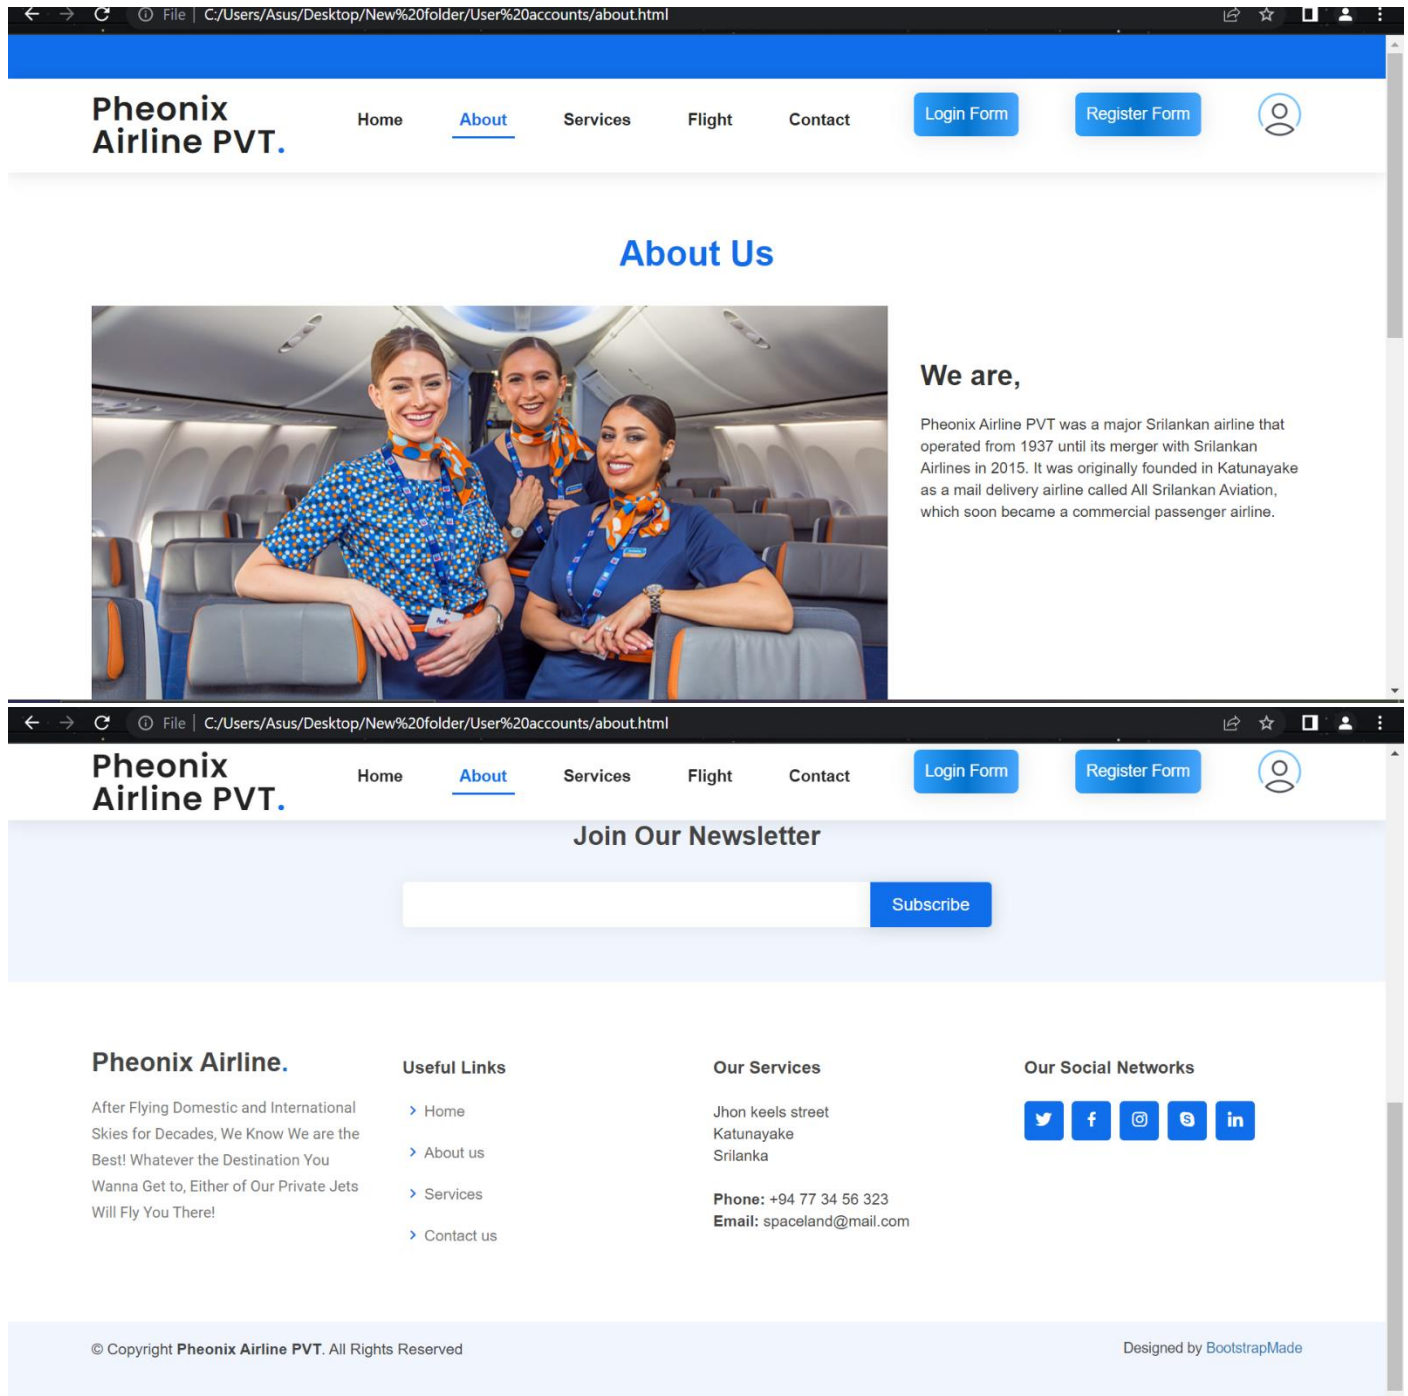 File | C:/Users/Asus/Desktop/New%20folder/User%20accounts/about.html
Pheonix
Airline PVT.
Home About Services Flight Contact Login Form Register Form
About Us
We are,
Pheonix Airline PVT was a major Srilankan airline that
operated from 1937 until its merger with Srilankan
Airlines in 2015. It was originally founded in Katunayake
as a mail delivery airline called All Srilankan Aviation,
which soon became a commercial passenger airline.
File | C:/Users/Asus/Desktop/New%20folder/User%20accounts/about.html
Pheonix
Airline PVT.
Home About Services Flight Contact Login Form Register Form
Join Our Newsletter
Subscribe
Pheonix Airline.
After Flying Domestic and International
Skies for Decades, We Know We are the
Best! Whatever the Destination You
Wanna Get to, Either of Our Private Jets
Will Fly You There!
Useful Links
Home
About us
Services
Contact us
Our Services
Jhon keels street
Katunayake
Srilanka
Phone: +94 77 34 56 323
Email: spaceland@mail.com
Our Social Networks
© Copyright Pheonix Airline PVT. All Rights Reserved
Designed by BootstrapMade